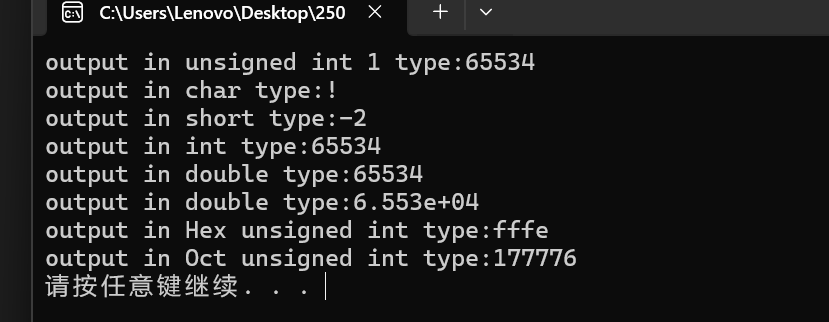 C:\Users\Lenovo\Desktop\250
output in unsigned int 1 type:65534
output in char type:!
output in short type:-2
output in int type:65534
output in double type:65534
output in double type:6.553e+04
output in Hex unsigned int type:fffe
output in Oct unsigned int type:177776
请按任意键继续. . .